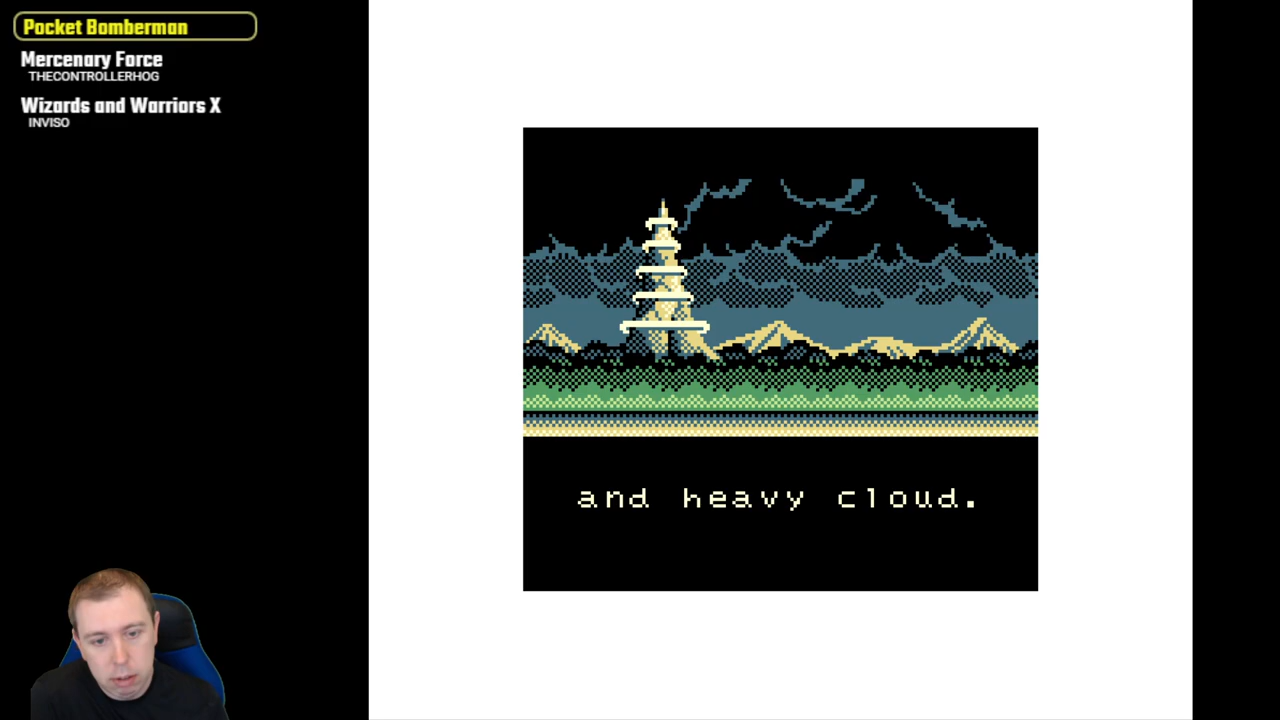 Pocket Bomberman
Mercenary Force
THECONTROLLERHOG
Wizards and Warriors X
INVISO
and heavy cloud.